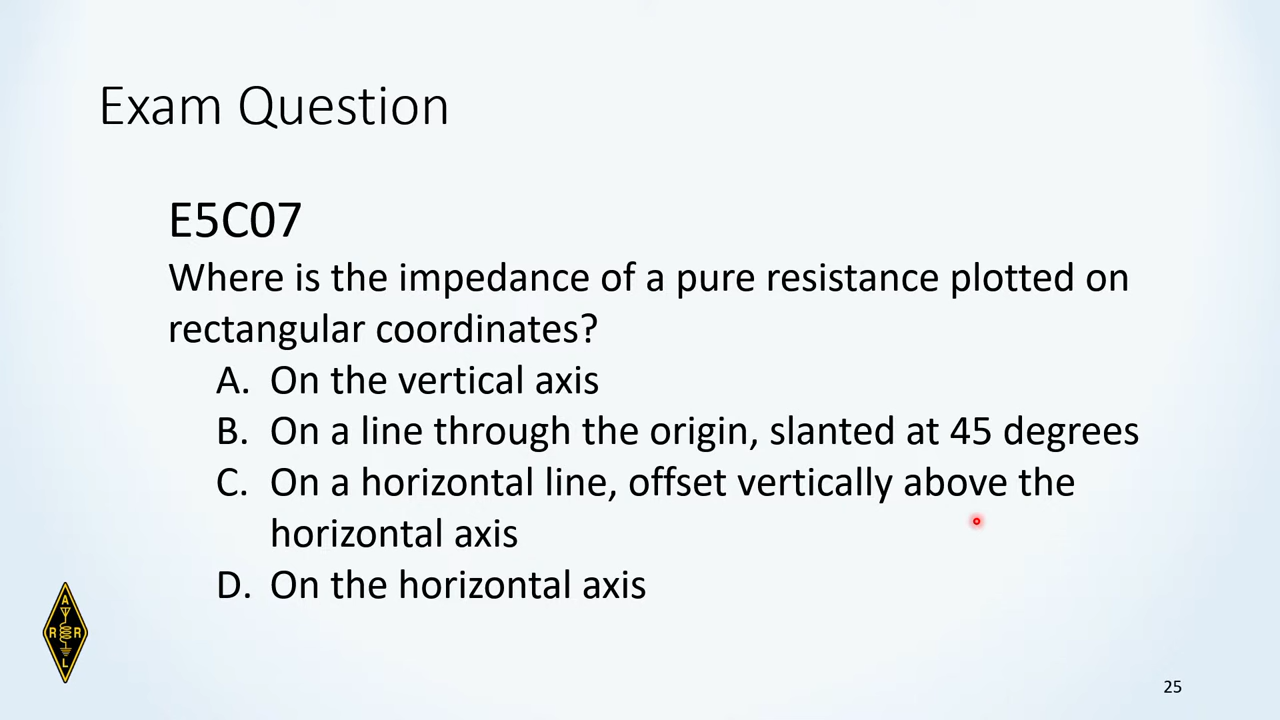 Exam Question
E5C07
Where is the impedance of a pure resistance plotted on
rectangular coordinates?
A. On the vertical axis
B. On a line through the origin, slanted at 45 degrees
C. On a horizontal line, offset vertically above the
horizontal axis
D. On the horizontal axis
A
R R
L
25